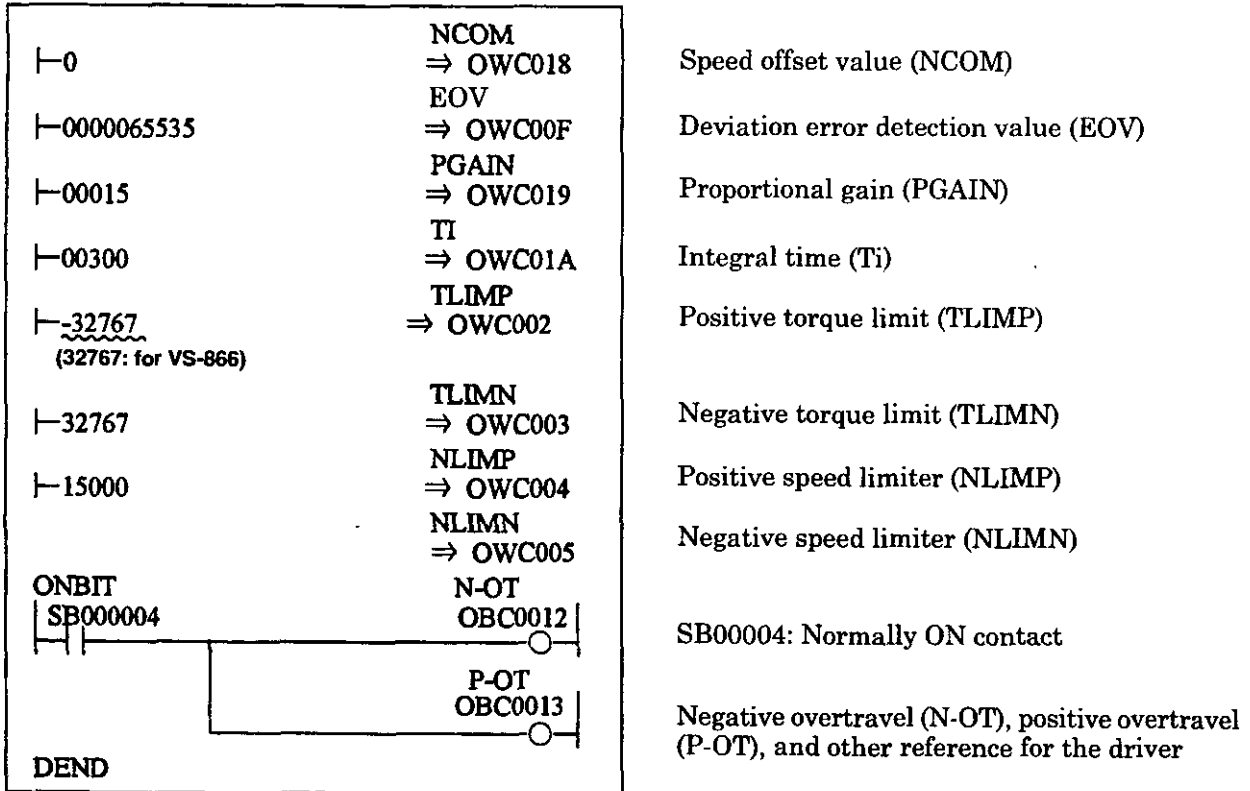 NCOM
⊢0 ⇒ OWC018 Speed offset value (NCOM)
EOV
⊢0000065535 ⇒ OWC00F Deviation error detection value (EOV)
PGAIN
⊢00015 ⇒ OWC019 Proportional gain (PGAIN)
TI
⊢00300 ⇒ OWC01A Integral time (Ti)
TLIMP
⊢-32767 ⇒ OWC002 Positive torque limit (TLIMP)
(32767: for VS-866)
TLIMN
⊢32767 ⇒ OWC003 Negative torque limit (TLIMN)
NLIMP
⊢15000 ⇒ OWC004 Positive speed limiter (NLIMP)
NLIMN
⇒ OWC005 Negative speed limiter (NLIMN)
ONBIT N-OT
SB000004 OBC0012 SB00004: Normally ON contact
P-OT
OBC0013
Negative overtravel (N-OT), positive overtravel
(P-OT), and other reference for the driver
DEND